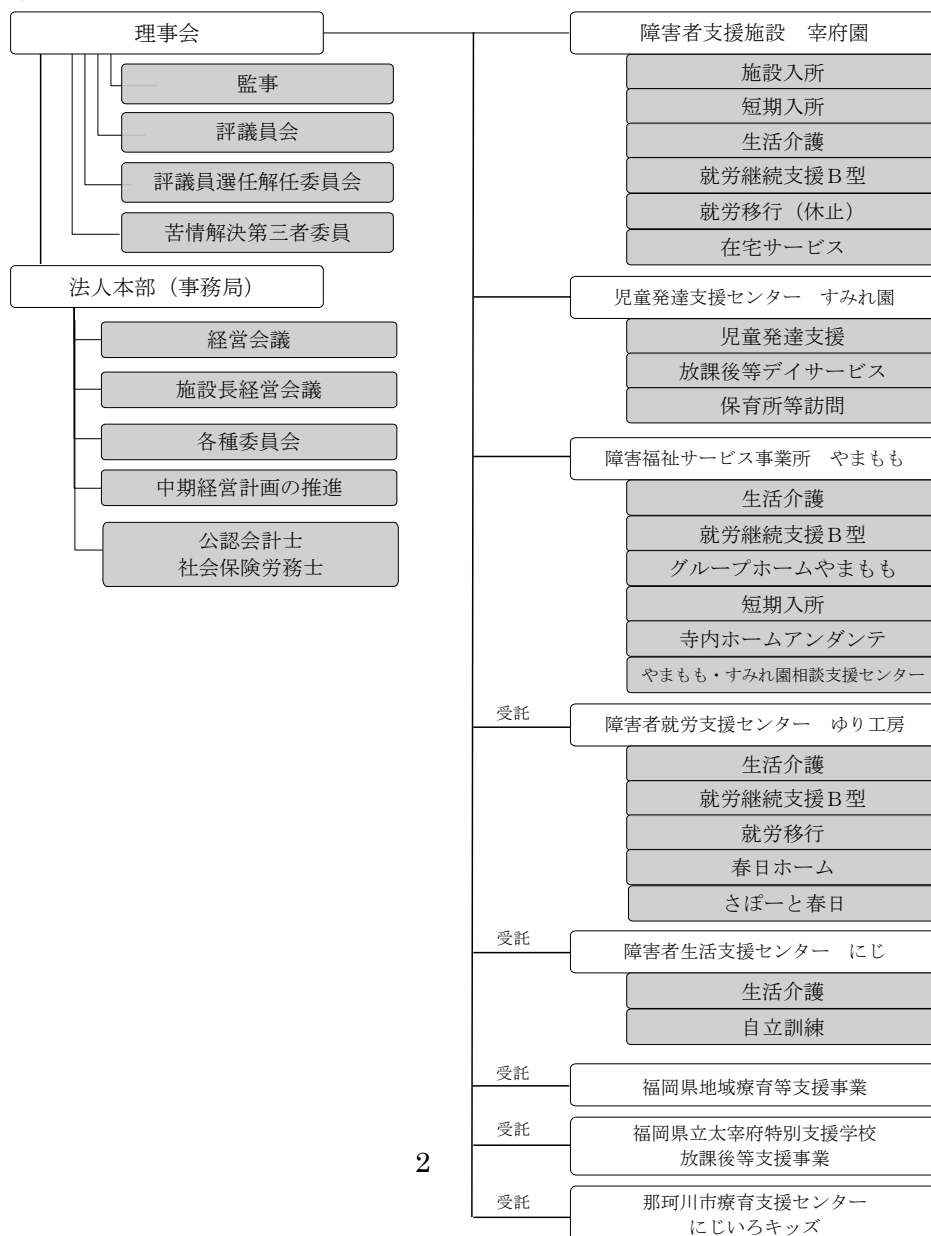 理事会
監事
評議員会
評議員選任解任委員会
苦情解決第三者委員
法人本部（事務局）
経営会議
施設長経営会議
各種委員会
中期経営計画の推進
公認会計士
社会保険労務士
障害者支援施設　宰府園
施設入所
短期入所
生活介護
就労継続支援Ｂ型
就労移行（休止）
在宅サービス
児童発達支援センター　すみれ園
児童発達支援
放課後等デイサービス
保育所等訪問
障害福祉サービス事業所　やまもも
生活介護
就労継続支援Ｂ型
グループホームやまもも
短期入所
寺内ホームアンダンテ
やまもも・すみれ園相談支援センター
受託
障害者就労支援センター　ゆり工房
生活介護
就労継続支援Ｂ型
就労移行
春日ホーム
さぽーと春日
受託
障害者生活支援センター　にじ
生活介護
自立訓練
受託
福岡県地域療育等支援事業
受託
福岡県立太宰府特別支援学校
放課後等支援事業
受託
那珂川市療育支援センター
にじいろキッズ
2